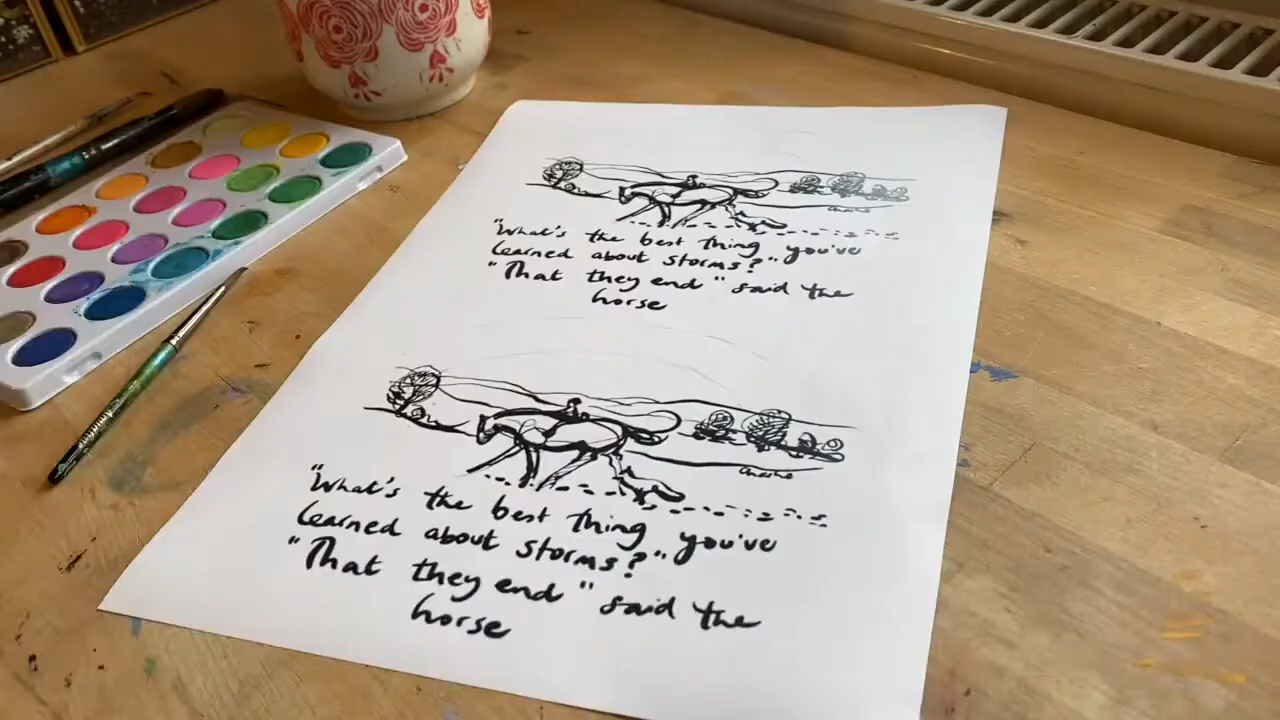 "What's the best thing you've
learned about storms?"
"That they end" said the
horse
"What's the best thing you've
learned about storms?"
"That they end" said the
horse